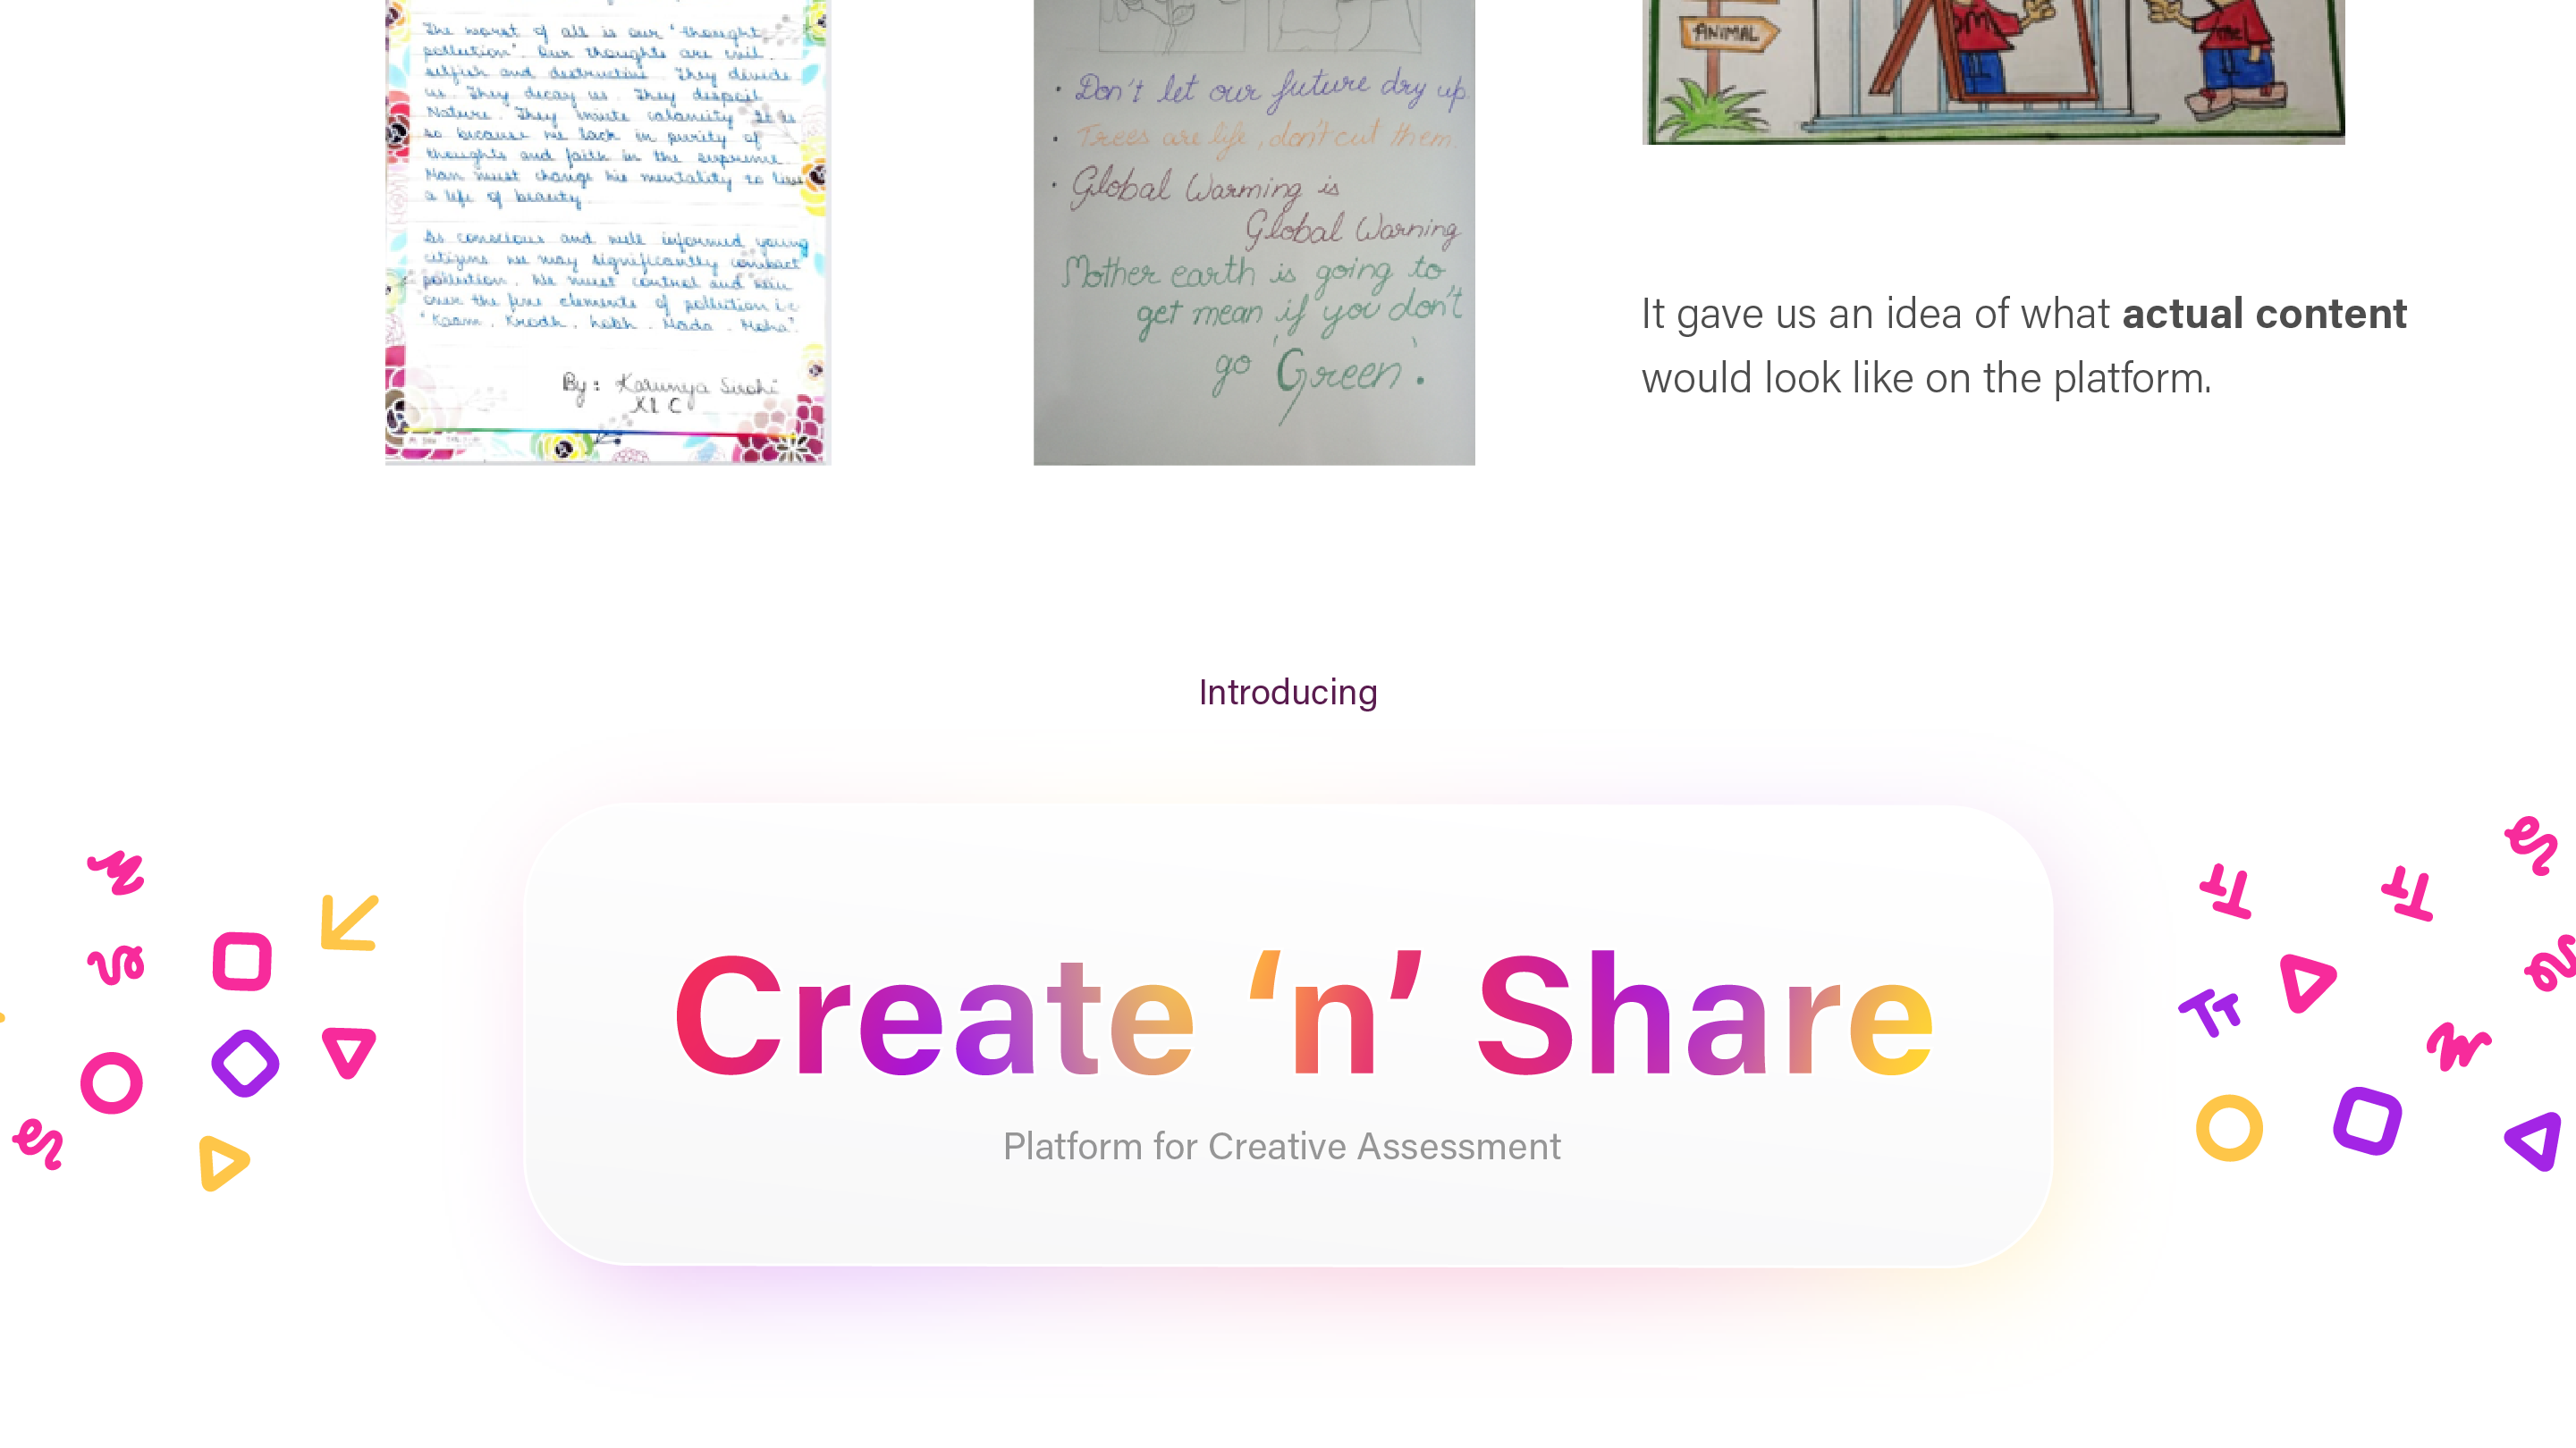 The worst of all is our 'thought
pollution'. Our thoughts are evil
selfish and destructive. They divide
us. They decay us. They despoil
Nature. They invite calamity. It is
so because we lack in purity of
thoughts and faith in the supreme.
Man must change his mentality to live
a life of beauty.
As conscious and well informed young
citizens we may significantly combat
pollution. We must control and win
over the five elements of pollution i.e
"Kaam, Krodh, Lobh, Mada, Moha".
By: Karunya Sirohi
XI C
• Don't let our future dry up.
• Trees are life, don't cut them.
• Global Warming is
Global Warning
Mother earth is going to
get mean if you don't
go 'Green'.
ANIMAL
It gave us an idea of what actual content
would look like on the platform.
Introducing
Create ‘n’ Share
Platform for Creative Assessment